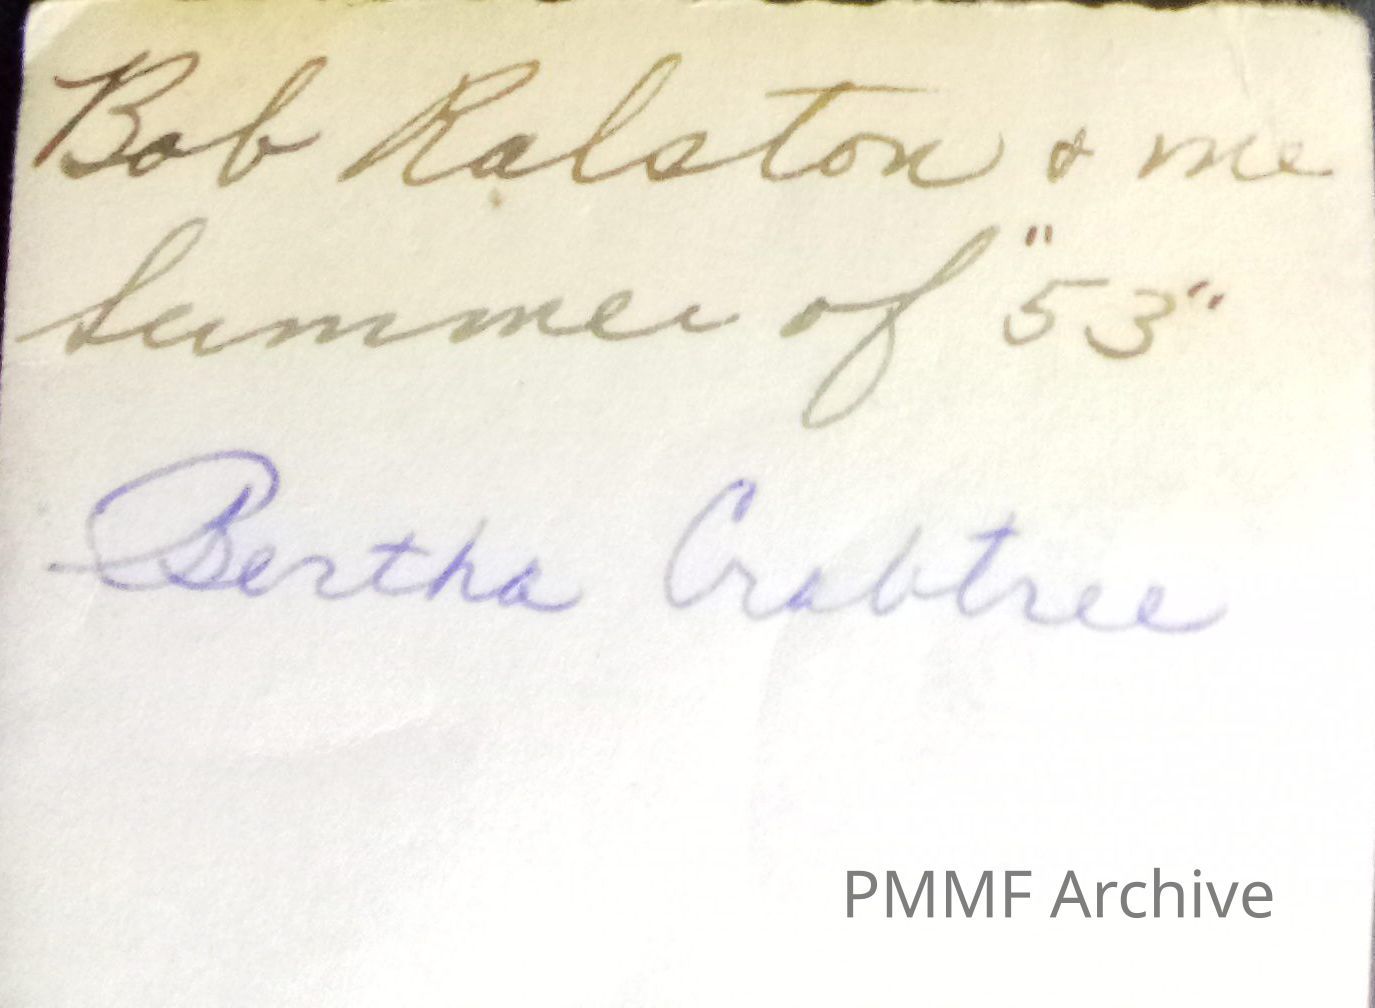 Bob Ralston & me
Summer of "53"
Bertha Crabtree
PMMF Archive